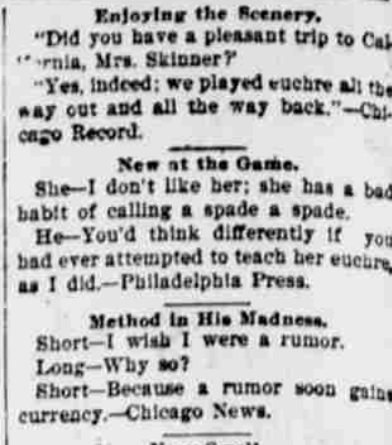 Enjoying the Scenery.
"Did you have a pleasant trip to Cal-
rnia, Mrs. Skinner?"
"Yes, indeed; we played euchre all the
way out and all the way back."—Chi-
cago Record.
New at the Game.
She—I don't like her; she has a bad
habit of calling a spade a spade.
He—You'd think differently if you
had ever attempted to teach her euchre,
as I did.—Philadelphia Press.
Method in His Madness.
Short—I wish I were a rumor.
Long—Why so?
Short—Because a rumor soon gains
currency.—Chicago News.